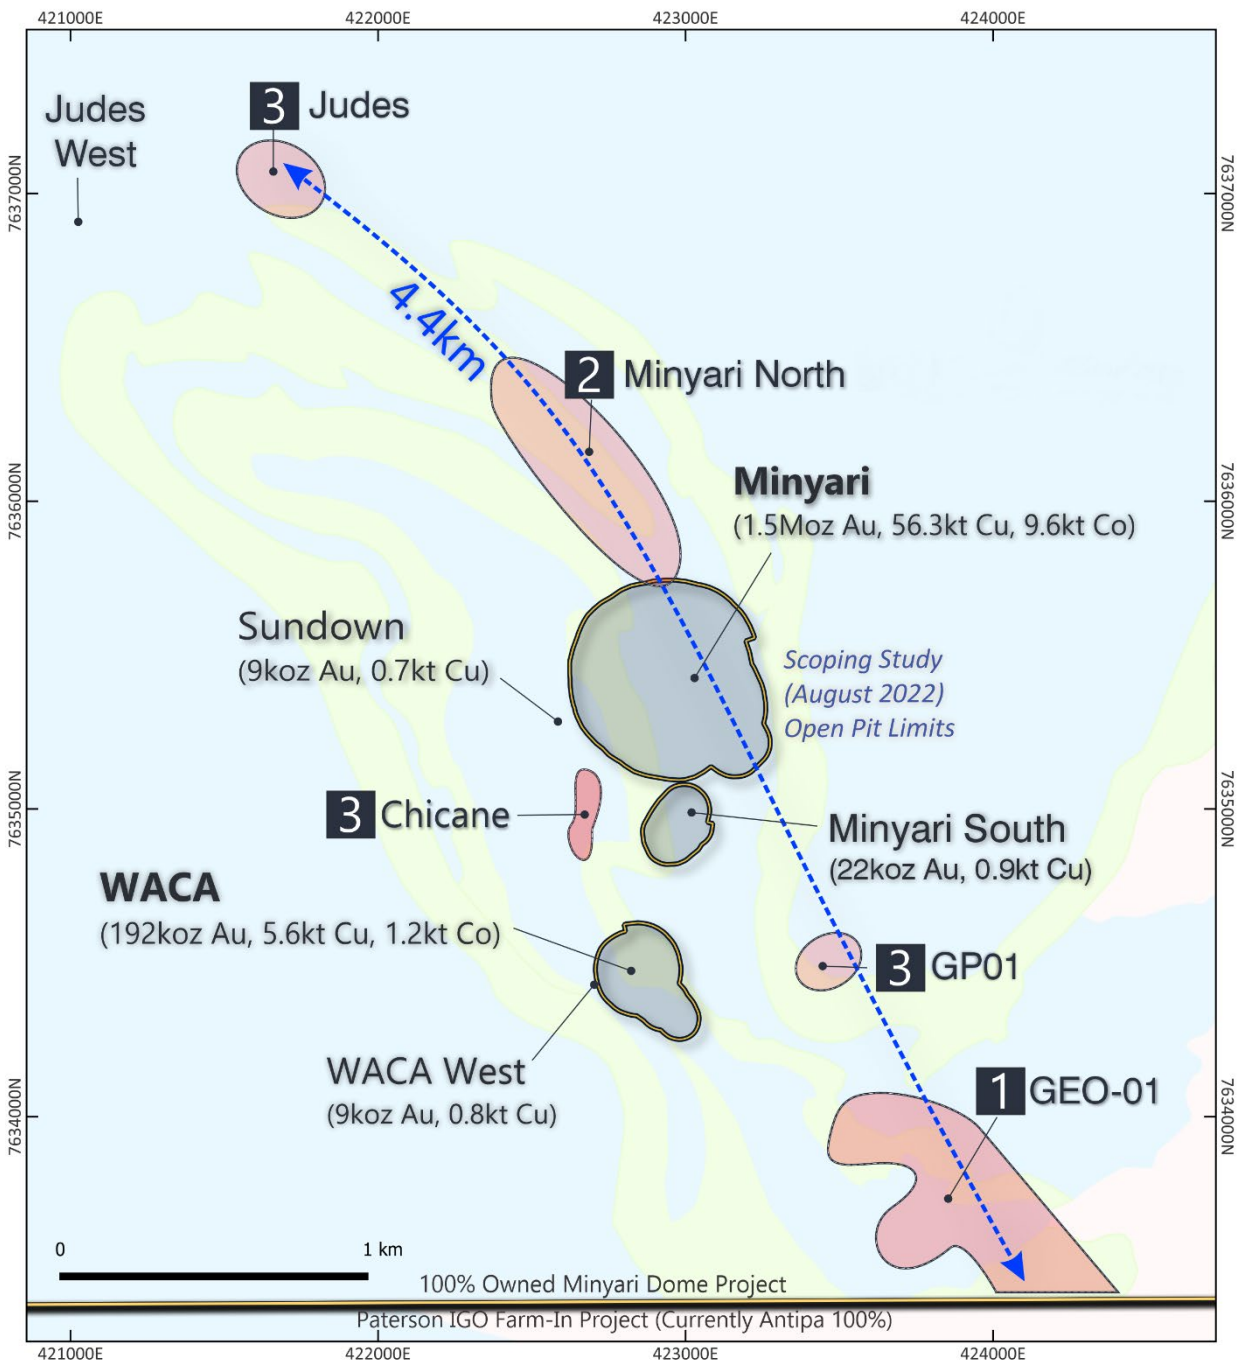 421000E 422000E 423000E 424000E
Judes
West
3 Judes
7637000N
7637000N
4.4km
2 Minyari North
Minyari
(1.5Moz Au, 56.3kt Cu, 9.6kt Co)
7636000N
7636000N
Sundown
(9koz Au, 0.7kt Cu)
Scoping Study
(August 2022)
Open Pit Limits
3 Chicane
7635000N
7635000N
Minyari South
(22koz Au, 0.9kt Cu)
WACA
(192koz Au, 5.6kt Cu, 1.2kt Co)
3 GP01
WACA West
(9koz Au, 0.8kt Cu)
1 GEO-01
7634000N
7634000N
0 1 km
100% Owned Minyari Dome Project
Paterson IGO Farm-In Project (Currently Antipa 100%)
421000E 422000E 423000E 424000E